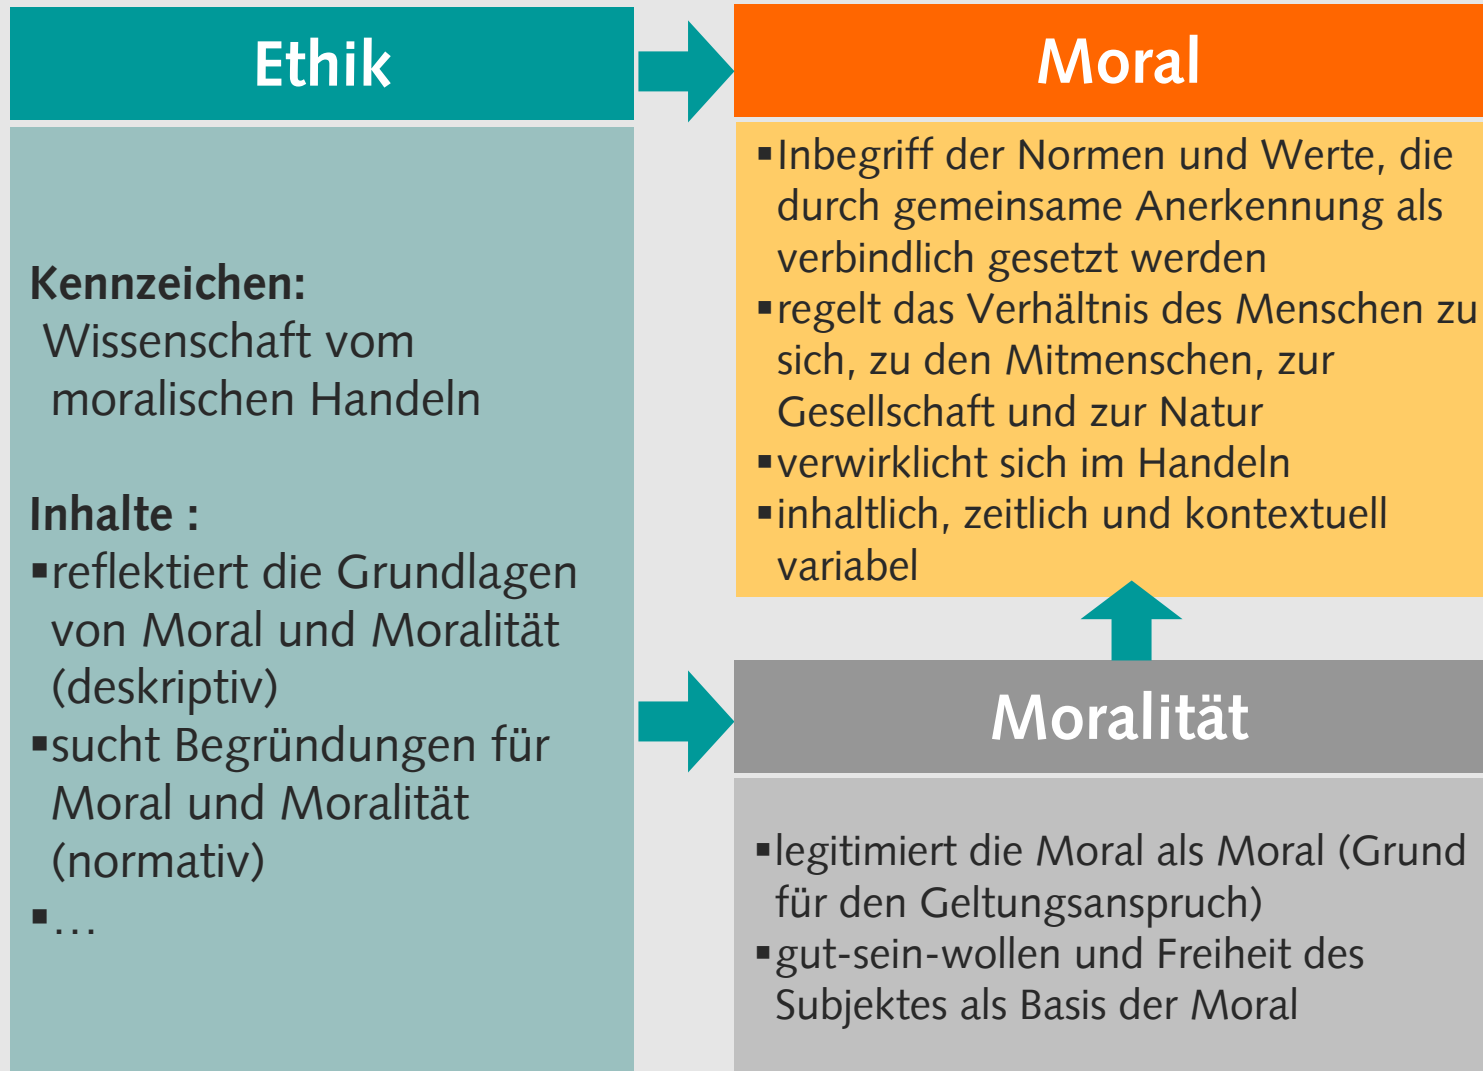 Ethik
Kennzeichen:
Wissenschaft vom
moralischen Handeln
Inhalte :
▪reflektiert die Grundlagen
von Moral und Moralität
(deskriptiv)
▪sucht Begründungen für
Moral und Moralität
(normativ)
▪…
Moral
▪Inbegriff der Normen und Werte, die
durch gemeinsame Anerkennung als
verbindlich gesetzt werden
▪regelt das Verhältnis des Menschen zu
sich, zu den Mitmenschen, zur
Gesellschaft und zur Natur
▪verwirklicht sich im Handeln
▪inhaltlich, zeitlich und kontextuell
variabel
Moralität
▪legitimiert die Moral als Moral (Grund
für den Geltungsanspruch)
▪gut-sein-wollen und Freiheit des
Subjektes als Basis der Moral